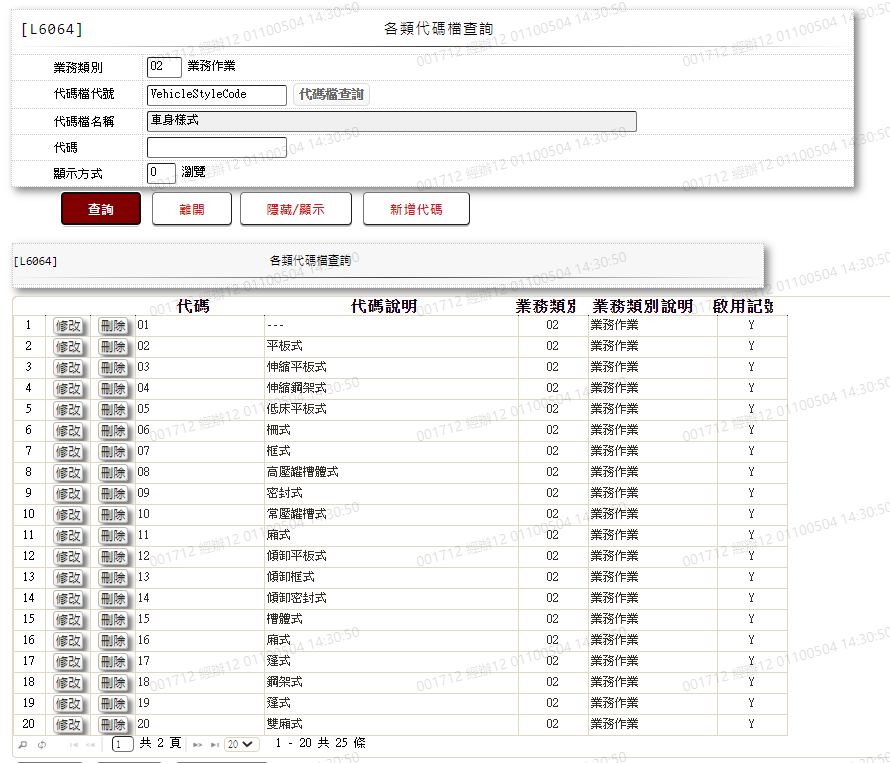 [L6064] 各類代碼檔查詢
業務類別 02 業務作業
代碼檔代號 VehicleStyleCode 代碼檔查詢
代碼檔名稱 車身樣式
代碼
顯示方式 0 瀏覽
查詢 離開 隱藏/顯示 新增代碼
[L6064] 各類代碼檔查詢
代碼 代碼說明 業務類別 業務類別說明 啟用記號
1 修改 刪除 01 --- 02 業務作業 Y
2 修改 刪除 02 平板式 02 業務作業 Y
3 修改 刪除 03 伸縮平板式 02 業務作業 Y
4 修改 刪除 04 伸縮鋼架式 02 業務作業 Y
5 修改 刪除 05 低床平板式 02 業務作業 Y
6 修改 刪除 06 柵式 02 業務作業 Y
7 修改 刪除 07 框式 02 業務作業 Y
8 修改 刪除 08 高壓罐槽體式 02 業務作業 Y
9 修改 刪除 09 密封式 02 業務作業 Y
10 修改 刪除 10 常壓罐槽式 02 業務作業 Y
11 修改 刪除 11 廂式 02 業務作業 Y
12 修改 刪除 12 傾卸平板式 02 業務作業 Y
13 修改 刪除 13 傾卸框式 02 業務作業 Y
14 修改 刪除 14 傾卸密封式 02 業務作業 Y
15 修改 刪除 15 槽體式 02 業務作業 Y
16 修改 刪除 16 廂式 02 業務作業 Y
17 修改 刪除 17 篷式 02 業務作業 Y
18 修改 刪除 18 鋼架式 02 業務作業 Y
19 修改 刪除 19 篷式 02 業務作業 Y
20 修改 刪除 20 雙廂式 02 業務作業 Y
1 共 2 頁 20 1 - 20 共 25 條
001712 經辦12 01100504 14:30:50